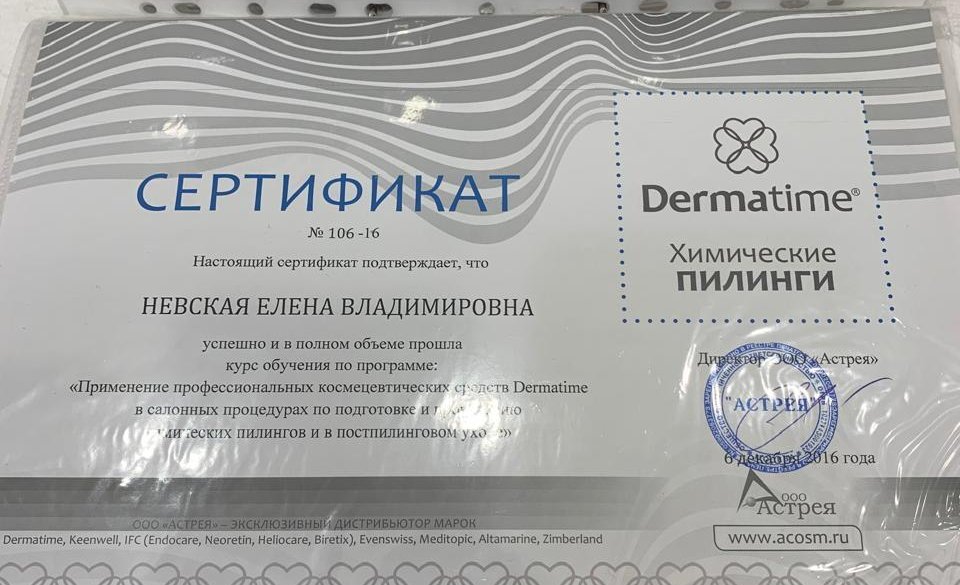 СЕРТИФИКАТ
№ 106 -16
Настоящий сертификат подтверждает, что
НЕВСКАЯ ЕЛЕНА ВЛАДИМИРОВНА
успешно и в полном объеме прошла
курс обучения по программе:
«Применение профессиональных космецевтических средств Dermatime
в салонных процедурах по подготовке и
пилингов и в постпилинговом
Dermatime®
Химические
ПИЛИНГИ
Директор ООО «Астрея»
"АСТРЕЯ"
6 декабря 2016 года
ООО
Астрея
www.acosm.ru
ООО «АСТРЕЯ» – ЭКСКЛЮЗИВНЫЙ ДИСТРИБЬЮТОР МАРОК
Dermatime, Keenwell, IFC (Endocare, Neoretin, Heliocare, Biretix), Evenswiss, Meditopic, Altamarine, Zimberland